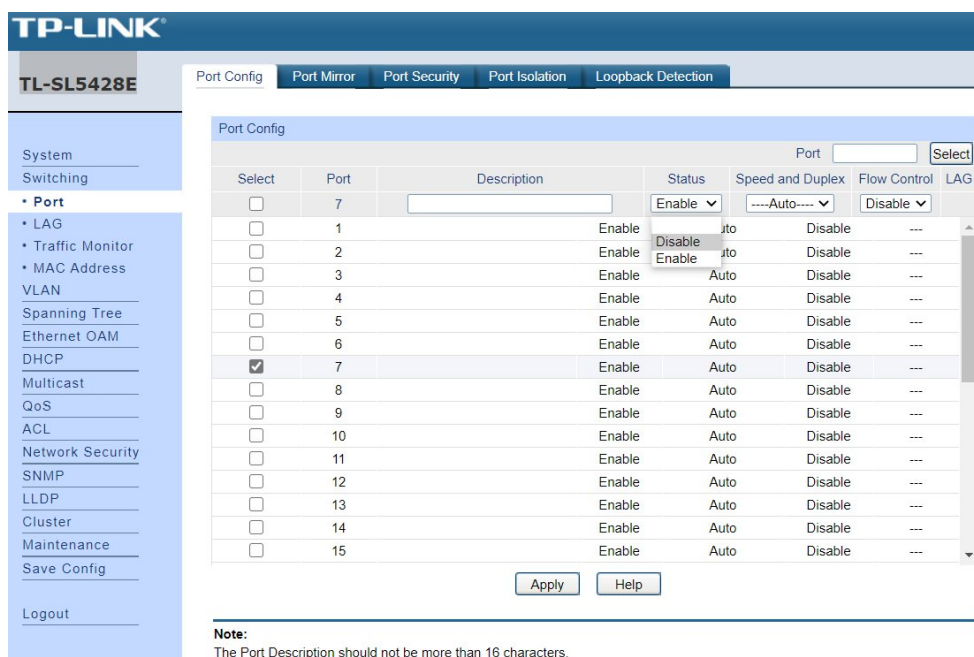 TP-LINK®
TL-SL5428E
Port Config Port Mirror Port Security Port Isolation Loopback Detection
System
Switching
• Port
• LAG
• Traffic Monitor
• MAC Address
VLAN
Spanning Tree
Ethernet OAM
DHCP
Multicast
QoS
ACL
Network Security
SNMP
LLDP
Cluster
Maintenance
Save Config
Logout
Port Config
Port Select
Select Port Description Status Speed and Duplex Flow Control LAG
7 Enable ----Auto---- Disable
Disable
Enable
1 Enable Disable ---
2 Enable Disable ---
3 Enable Auto Disable ---
4 Enable Auto Disable ---
5 Enable Auto Disable ---
6 Enable Auto Disable ---
7 Enable Auto Disable ---
8 Enable Auto Disable ---
9 Enable Auto Disable ---
10 Enable Auto Disable ---
11 Enable Auto Disable ---
12 Enable Auto Disable ---
13 Enable Auto Disable ---
14 Enable Auto Disable ---
15 Enable Auto Disable ---
Apply Help
Note:
The Port Description should not be more than 16 characters.